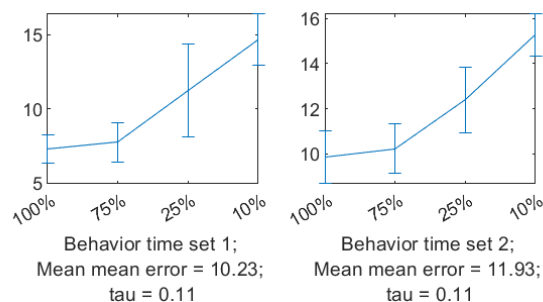 15
10
5
100%
75%
25%
10%
Behavior time set 1;
Mean mean error = 10.23;
tau = 0.11
16
14
12
10
100%
75%
25%
10%
Behavior time set 2;
Mean mean error = 11.93;
tau = 0.11